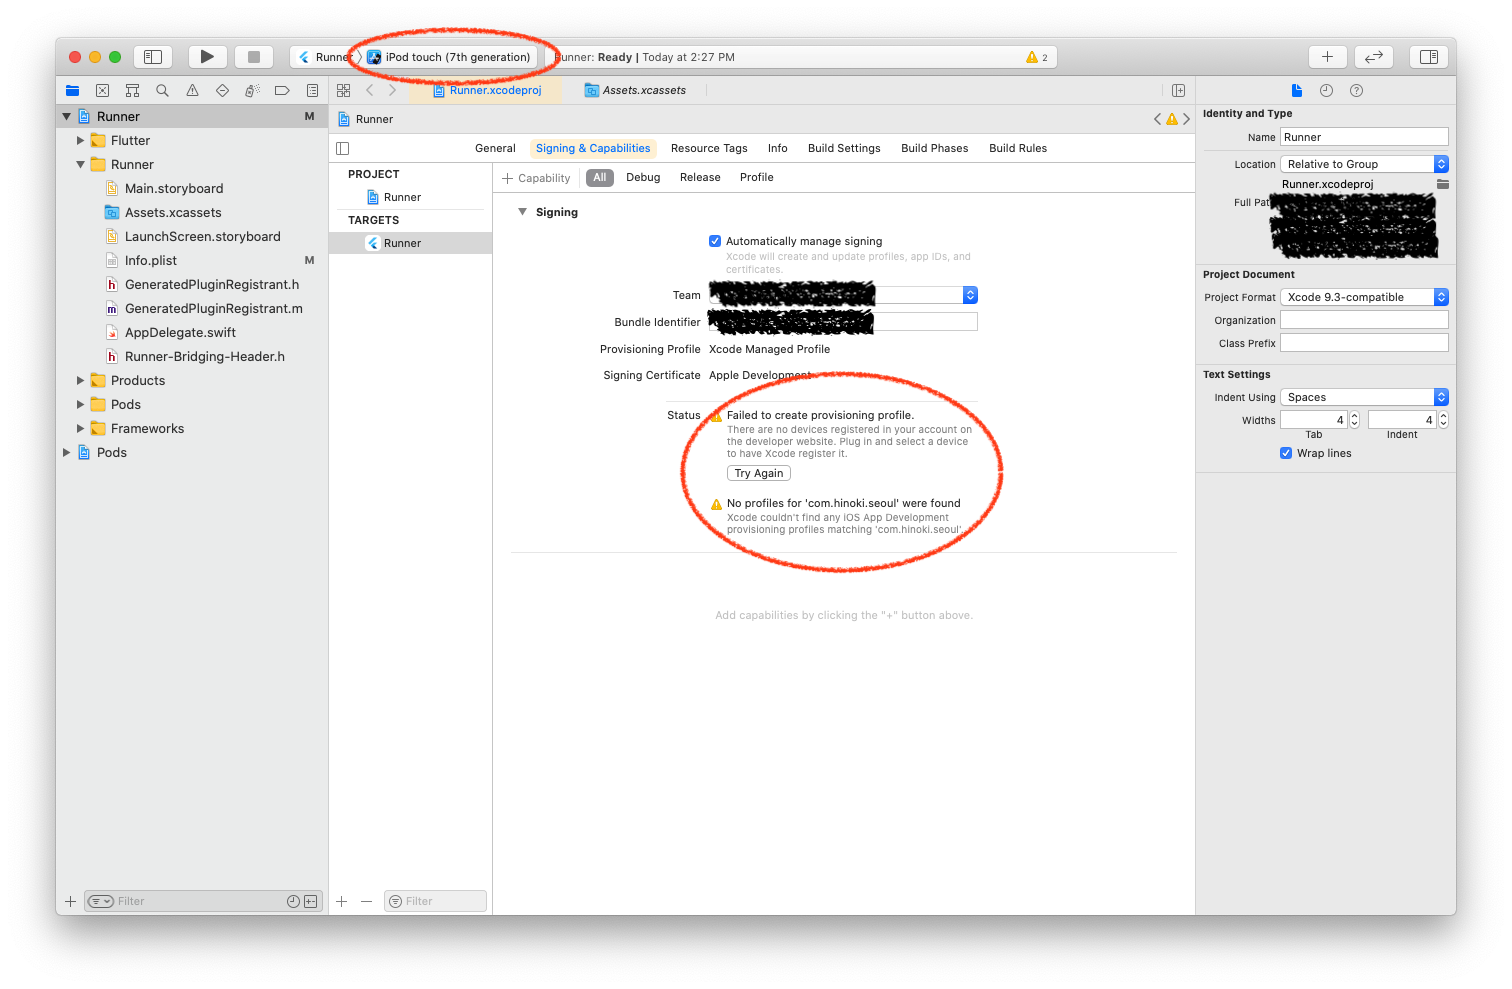 Runner
iPod touch (7th generation)
Runner: Ready | Today at 2:27 PM
2
Runner.xcodeproj
Assets.xcassets
Runner
M
Flutter
Runner
Main.storyboard
Assets.xcassets
LaunchScreen.storyboard
Info.plist
M
GeneratedPluginRegistrant.h
GeneratedPluginRegistrant.m
AppDelegate.swift
Runner-Bridging-Header.h
Products
Pods
Frameworks
Pods
Filter
Runner
General
Signing & Capabilities
Resource Tags
Info
Build Settings
Build Phases
Build Rules
PROJECT
Runner
TARGETS
Runner
Filter
+ Capability
All
Debug
Release
Profile
Signing
Automatically manage signing
Xcode will create and update profiles, app IDs, and
certificates.
Team
Bundle Identifier
Provisioning Profile
Xcode Managed Profile
Signing Certificate
Apple Development
Status
Failed to create provisioning profile.
There are no devices registered in your account on
the developer website. Plug in and select a device
to have Xcode register it.
Try Again
No profiles for 'com.hinoki.seoul' were found
Xcode couldn't find any iOS App Development
provisioning profiles matching 'com.hinoki.seoul'.
Add capabilities by clicking the "+" button above.
Identity and Type
Name
Runner
Location
Relative to Group
Runner.xcodeproj
Full
Project Document
Project Format
Xcode 9.3-compatible
Organization
Class Prefix
Text Settings
Indent Using
Spaces
Widths
4
4
Tab
Indent
Wrap lines